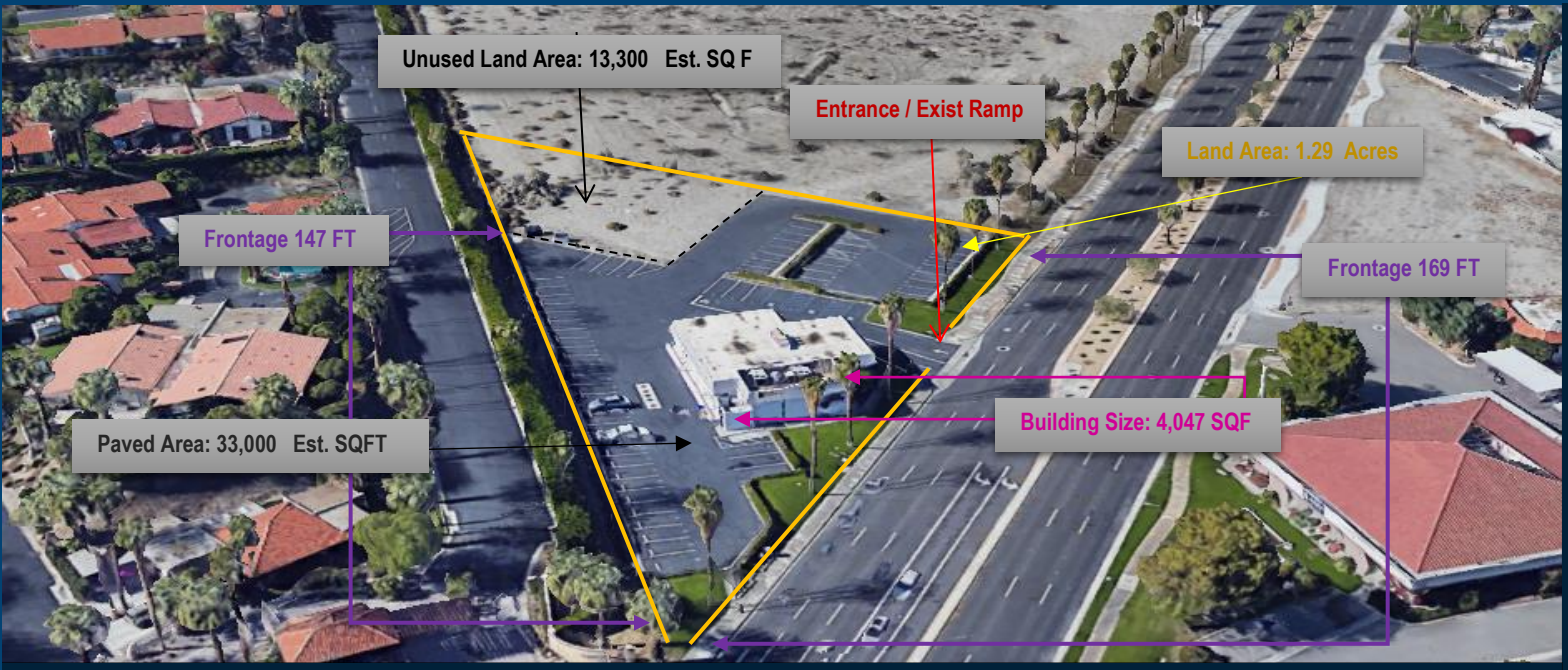 Unused Land Area: 13,300 Est. SQ F
Entrance / Exist Ramp
Land Area: 1.29 Acres
Frontage 147 FT
Frontage 169 FT
Building Size: 4,047 SQF
Paved Area: 33,000 Est. SQFT